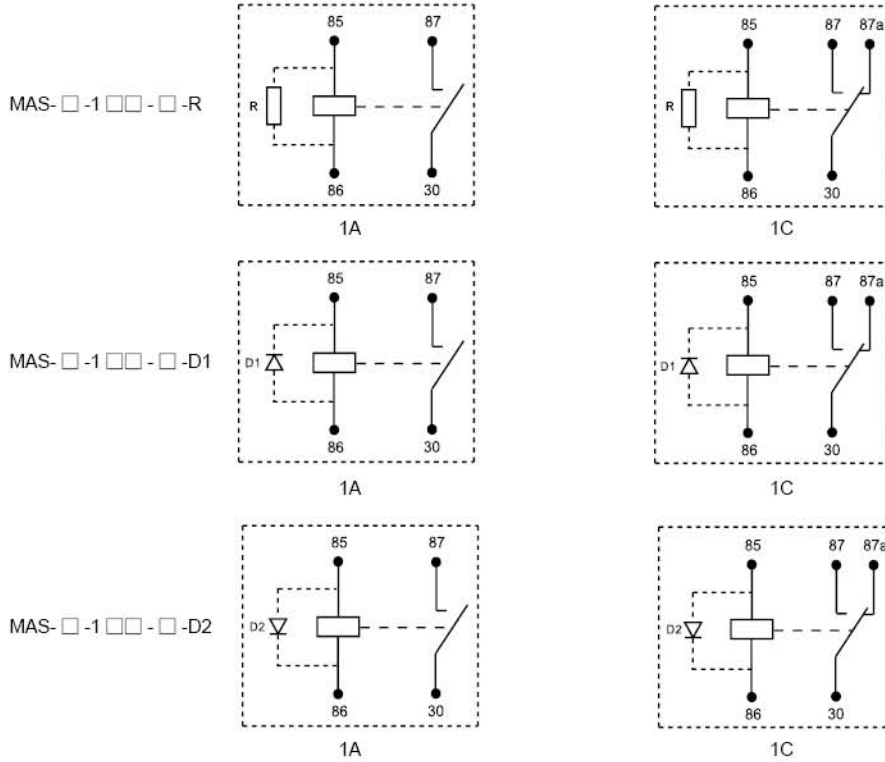 85 87 85 87 87a
MAS- □ -1 □□ - □ -R
R R
86 30 86 30
1A 1C
85 87 85 87 87a
MAS- □ -1 □□ - □ -D1
D1 D1
86 30 86 30
1A 1C
85 87 85 87 87a
MAS- □ -1 □□ - □ -D2
D2 D2
86 30 86 30
1A 1C